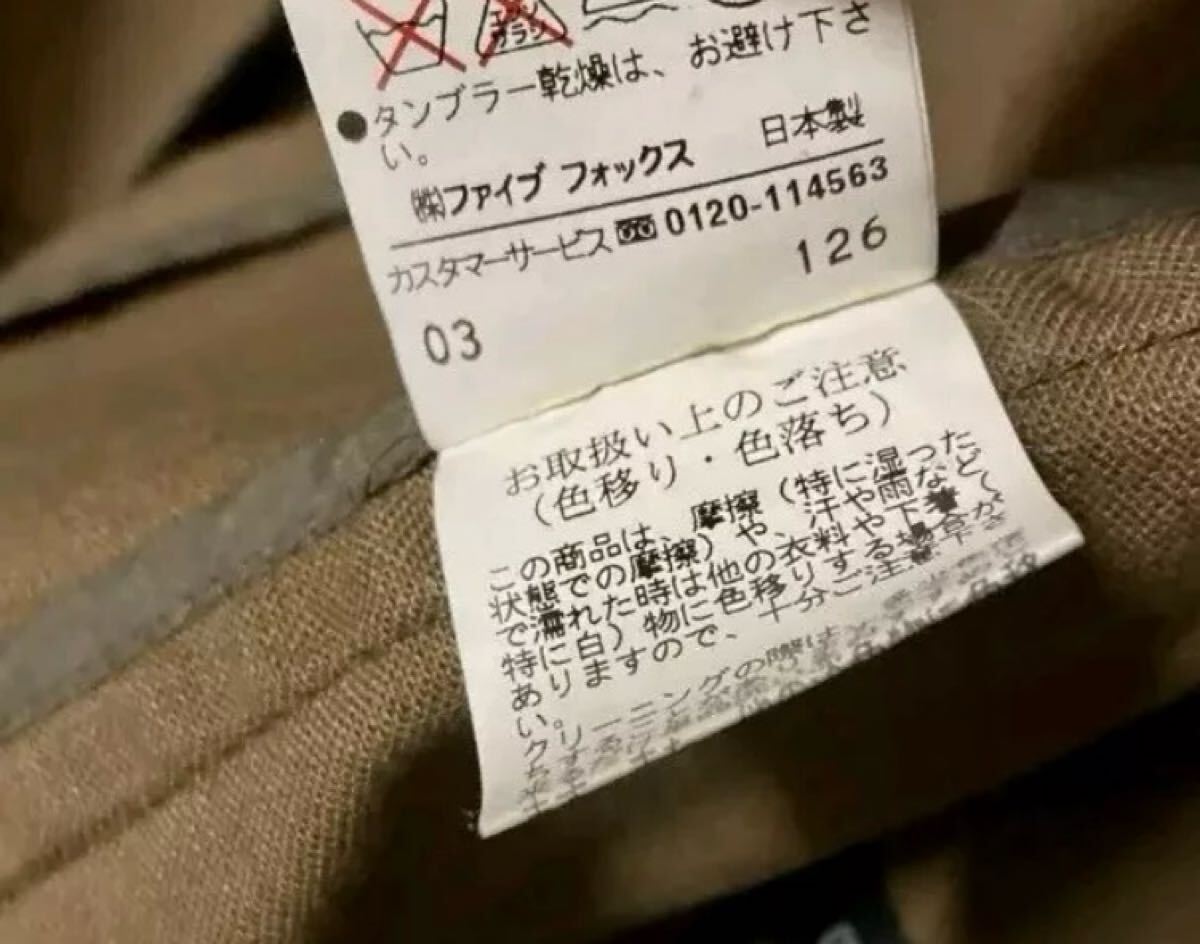 ●タンブラー乾燥は、お避け下さ
い。
㈱ファイブ フォックス 日本製
カスタマーサービス 0120-114563
03 126
お取扱い上のご注意
(色移り・色落ち)
この商品は、摩擦(特に湿った
状態での摩擦)や、汗や雨など
で濡れた時は他の衣料や下着(
特に白)物に色移りする場合が
ありますので、十分ご注意
い。
クリーニングの際は